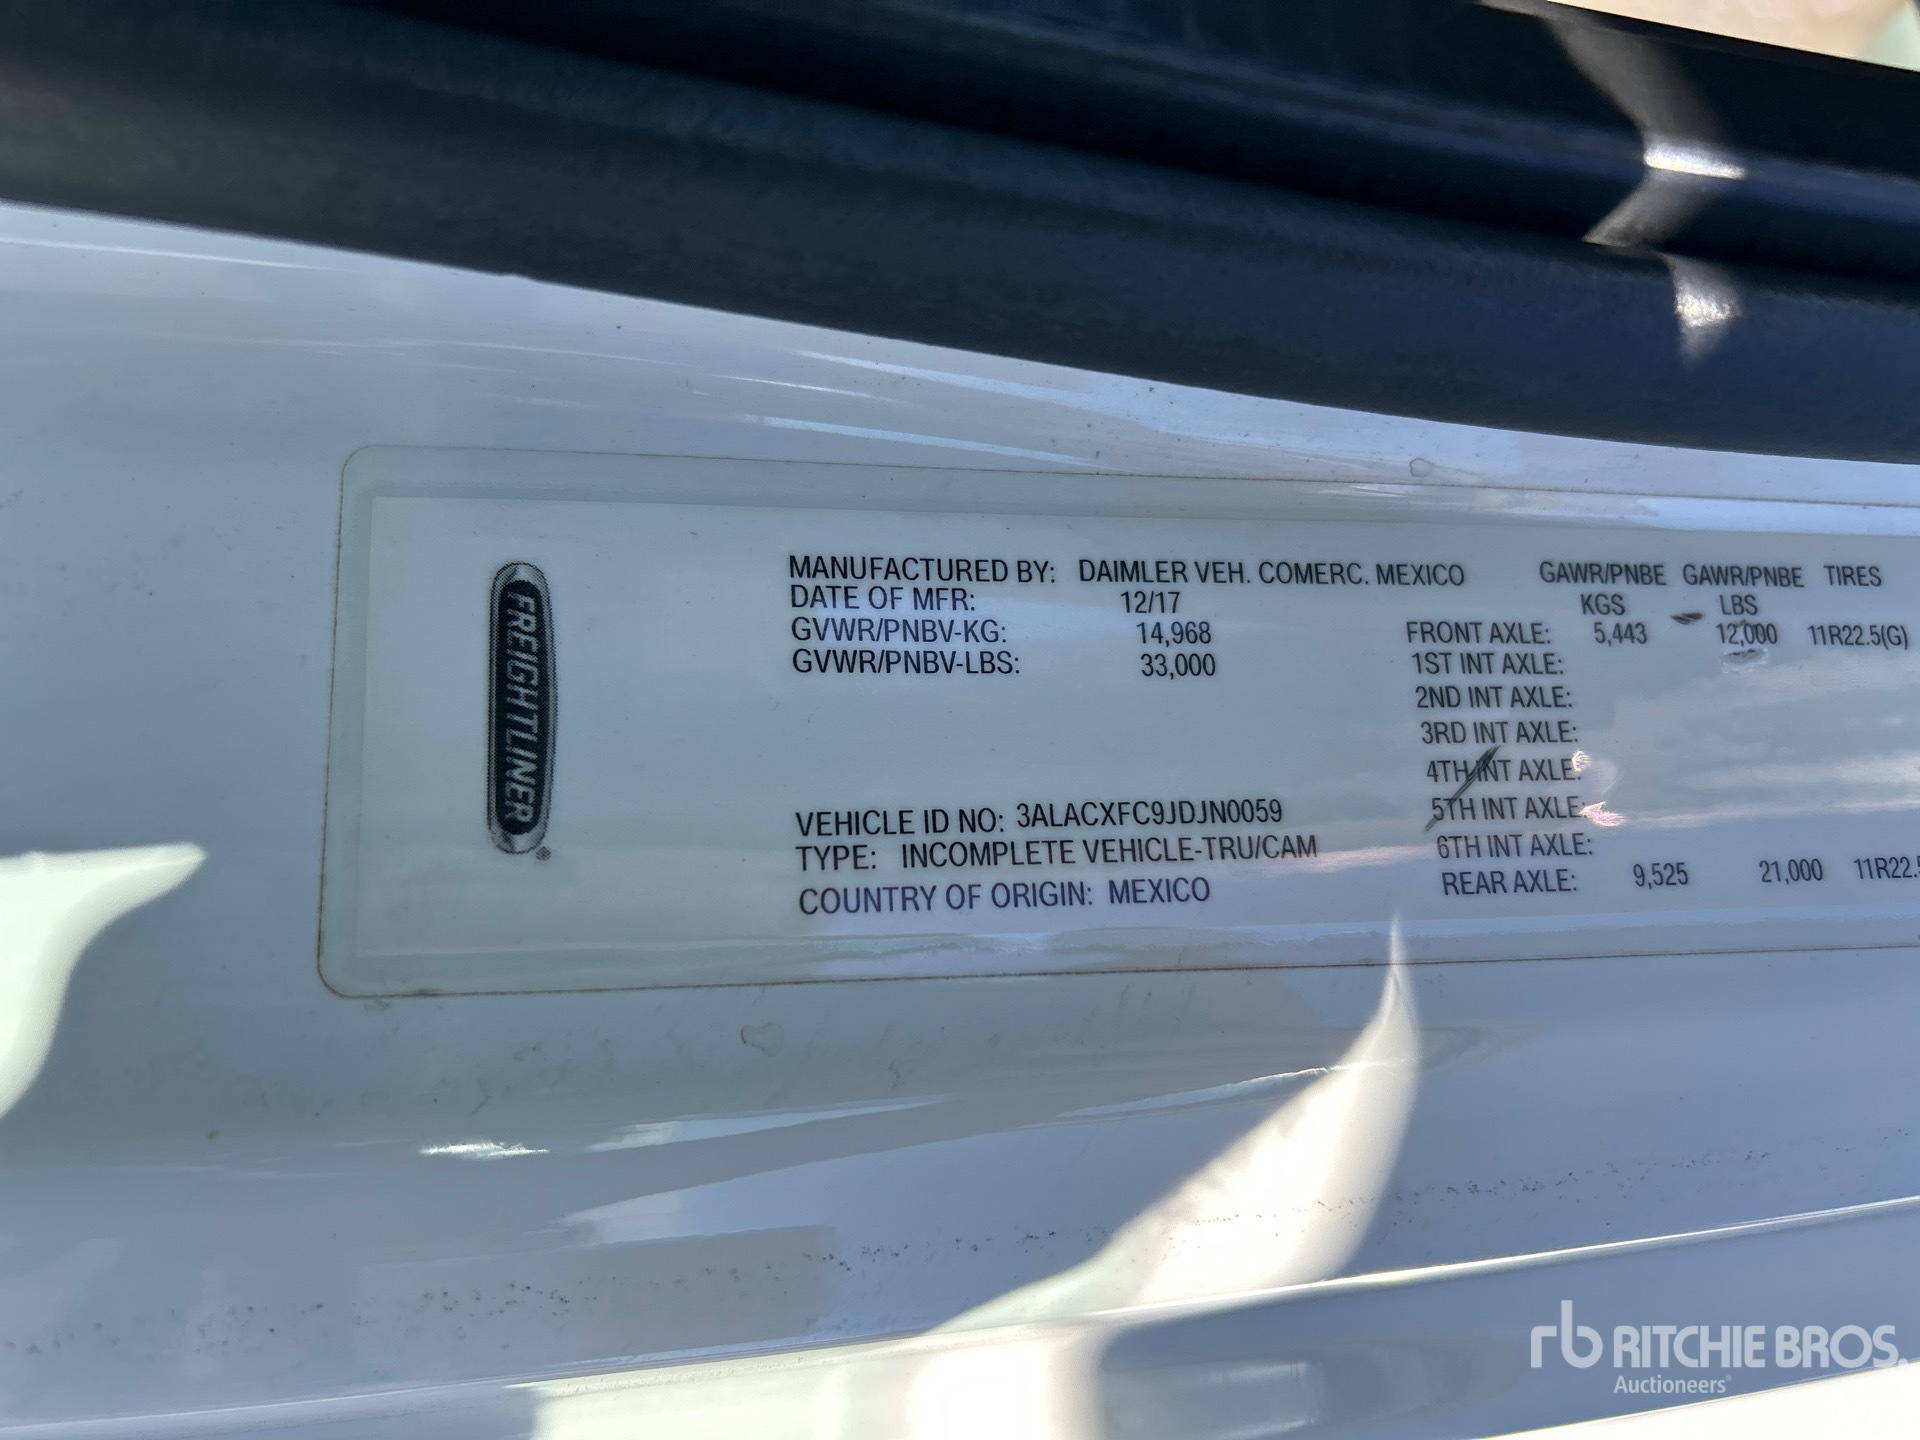 FREIGHTLINER®
MANUFACTURED BY: DAIMLER VEH. COMERC. MEXICO
DATE OF MFR: 12/17
GVWR/PNBV-KG: 14,968
GVWR/PNBV-LBS: 33,000
VEHICLE ID NO: 3ALACXFC9JDJN0059
TYPE: INCOMPLETE VEHICLE-TRU/CAM
COUNTRY OF ORIGIN: MEXICO
GAWR/PNBE GAWR/PNBE TIRES
KGS LBS
FRONT AXLE: 5,443 12,000 11R22.5(G)
1ST INT AXLE:
2ND INT AXLE:
3RD INT AXLE:
4TH INT AXLE:
5TH INT AXLE:
6TH INT AXLE:
REAR AXLE: 9,525 21,000 11R22.5
rb RITCHIE BROS.
Auctioneers®